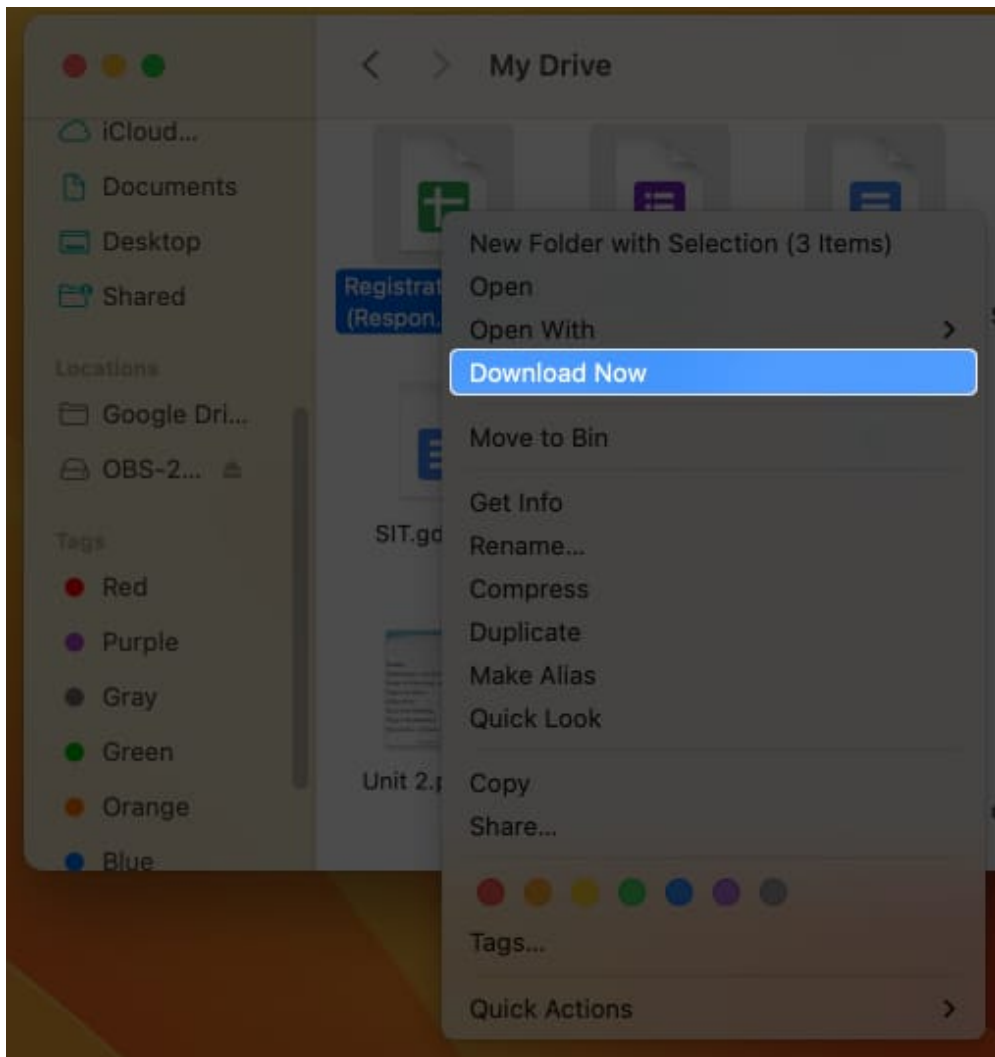 My Drive
iCloud...
Documents
Desktop
Shared
Locations
Google Dri...
OBS-2...
Tags
Red
Purple
Gray
Green
Orange
Blue
Registrat
(Respon.
SIT.gd
Unit 2.p
New Folder with Selection (3 Items)
Open
Open With
Download Now
Move to Bin
Get Info
Rename...
Compress
Duplicate
Make Alias
Quick Look
Copy
Share...
Tags...
Quick Actions